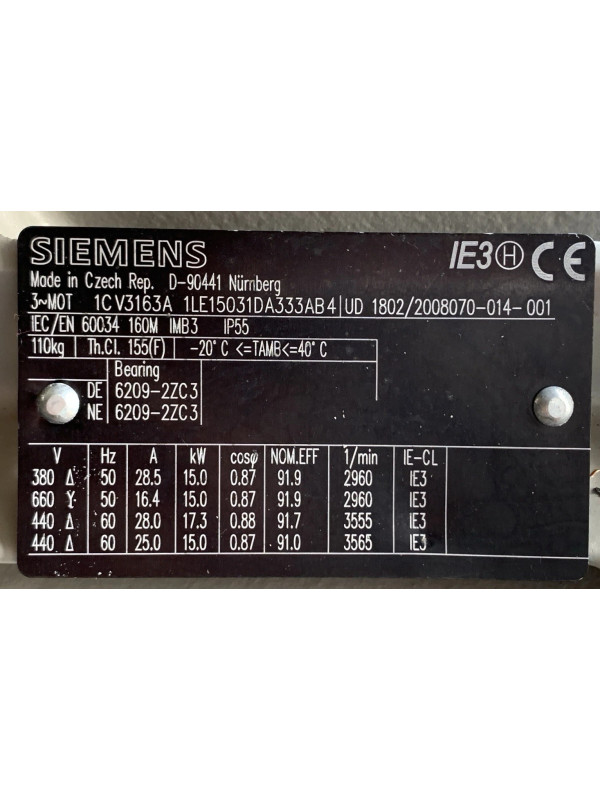 SIEMENS
IE3 H CE
Made in Czech Rep. D-90441 Nürnberg
3~MOT 1CV3163A 1LE15031DA333AB4 UD 1802/2008070-014-001
IEC/EN 60034 160M IMB3 IP55
110kg Th.Cl. 155(F) -20°C <=TAMB<=40°C
Bearing
DE 6209-2ZC3
NE 6209-2ZC3
V Hz A kW cosφ NOM.EFF 1/min IE-CL
380 Δ 50 28.5 15.0 0.87 91.9 2960 IE3
660 Y 50 16.4 15.0 0.87 91.9 2960 IE3
440 Δ 60 28.0 17.3 0.88 91.7 3555 IE3
440 Δ 60 25.0 15.0 0.87 91.0 3565 IE3